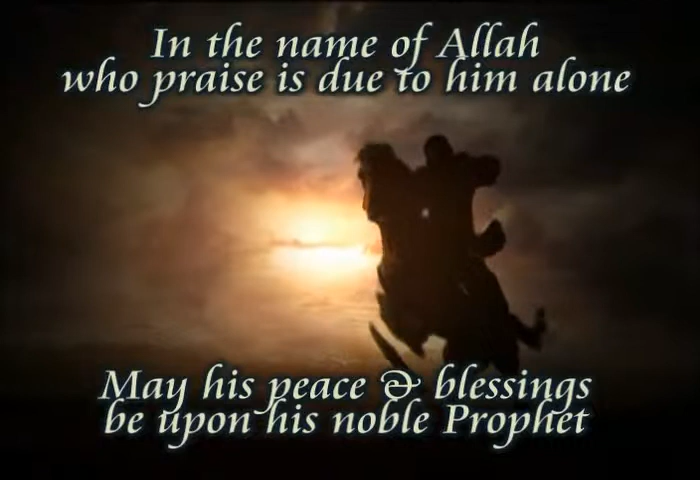 In the name of Allah
who praise is due to him alone
May his peace & blessings
be upon his noble Prophet